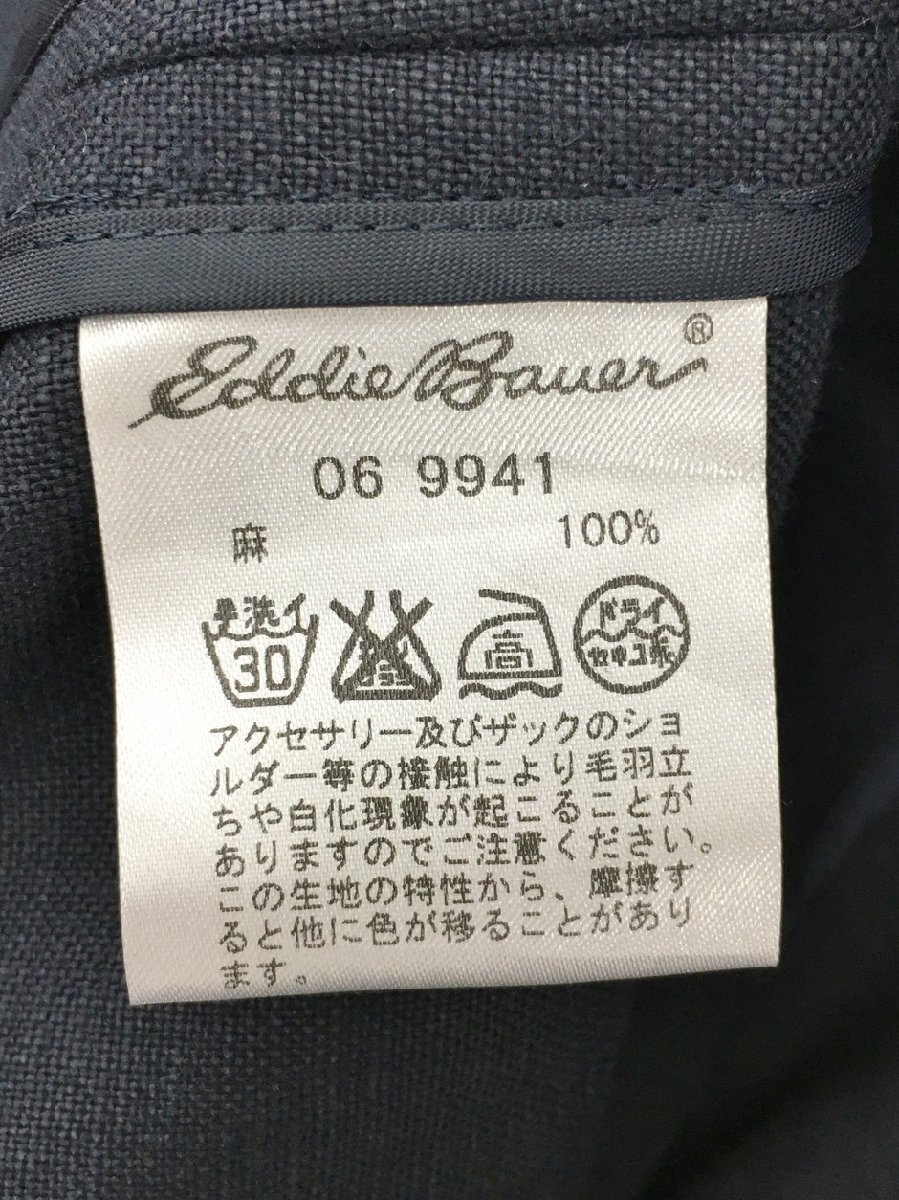 Eddie Bauer®
06 9941
麻 100%
手洗イ ドライ
30 高 セキユ系
アクセサリー及びザックのショ
ルダー等の接触により毛羽立
ちや白化現象が起こることが
ありますのでご注意ください。
この生地の特性から、摩擦す
ると他に色が移ることがあり
ます。